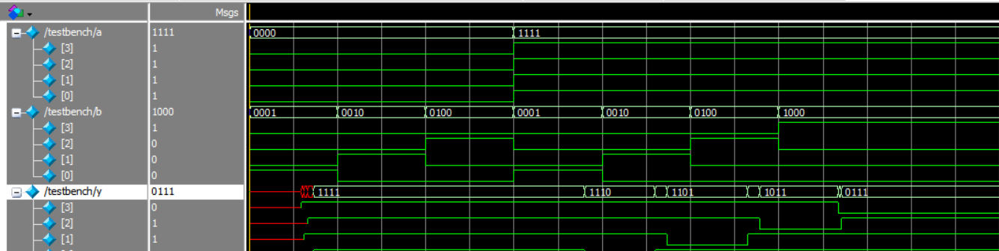 Msgs
/testbench/a 1111 0000 1111
[3] 1
[2] 1
[1] 1
[0] 1
/testbench/b 1000 0001 0010 0100 0001 0010 0100 1000
[3] 1
[2] 0
[1] 0
[0] 0
/testbench/y 0111 1111 1110 1101 1011 0111
[3] 0
[2] 1
[1] 1